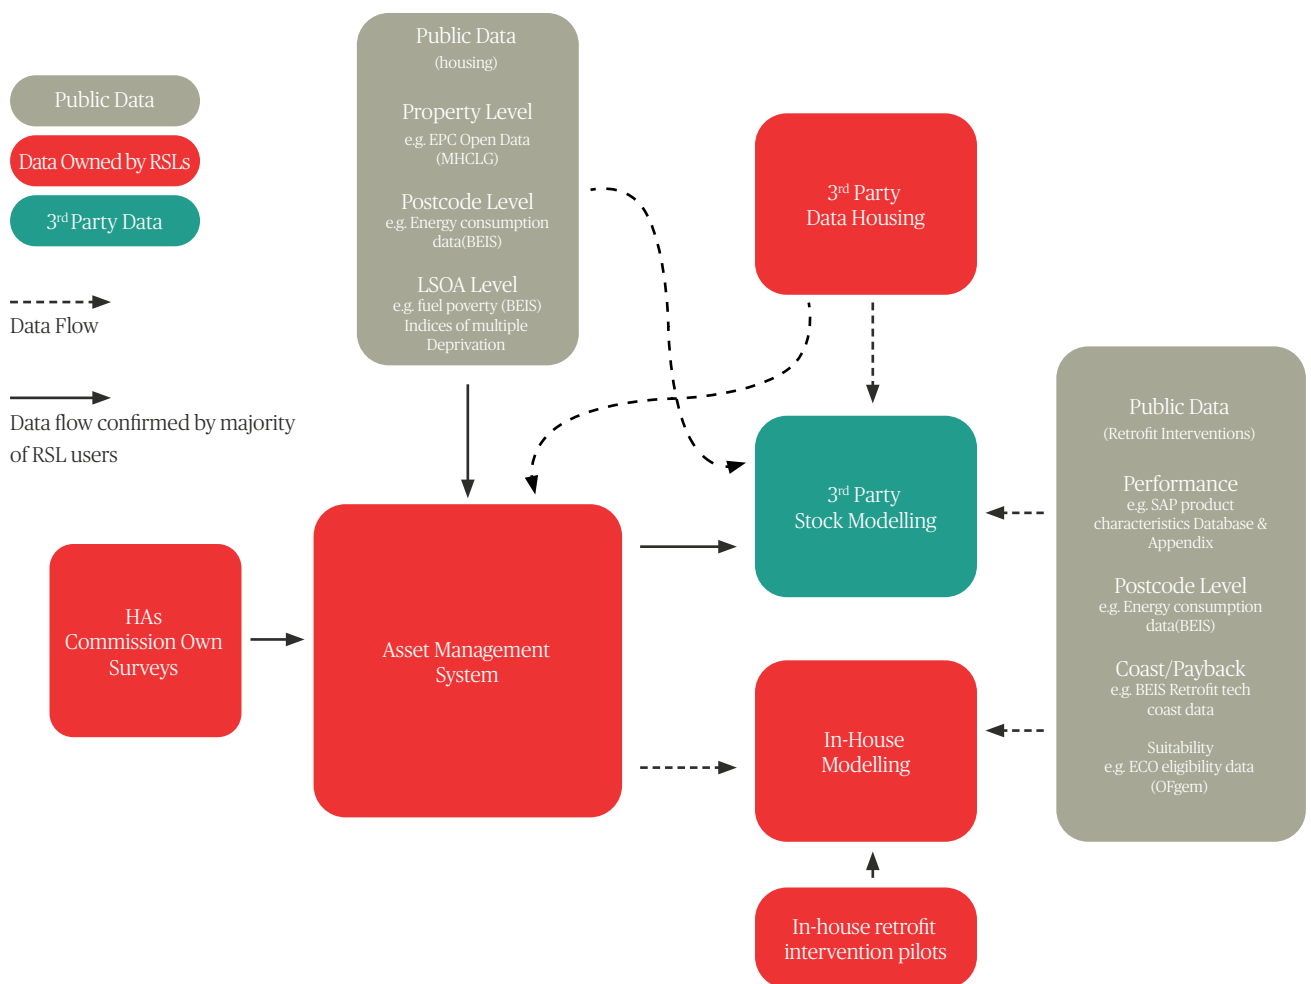 Public Data
Data Owned by RSLs
3rd Party Data
Data Flow
Data flow confirmed by majority
of RSL users
Public Data
(housing)
Property Level
e.g. EPC Open Data
(MHCLG)
Postcode Level
e.g. Energy consumption
data(BEIS)
LSOA Level
e.g. fuel poverty (BEIS)
Indices of multiple
Deprivation
3rd Party
Data Housing
HAs
Commission Own
Surveys
Asset Management
System
3rd Party
Stock Modelling
In-House
Modelling
In-house retrofit
intervention pilots
Public Data
(Retrofit Interventions)
Performance
e.g. SAP product
characteristics Database &
Appendix
Postcode Level
e.g. Energy consumption
data(BEIS)
Coast/Payback
e.g. BEIS Retrofit tech
coast data
Suitability
e.g. ECO eligibility data
(OFgem)